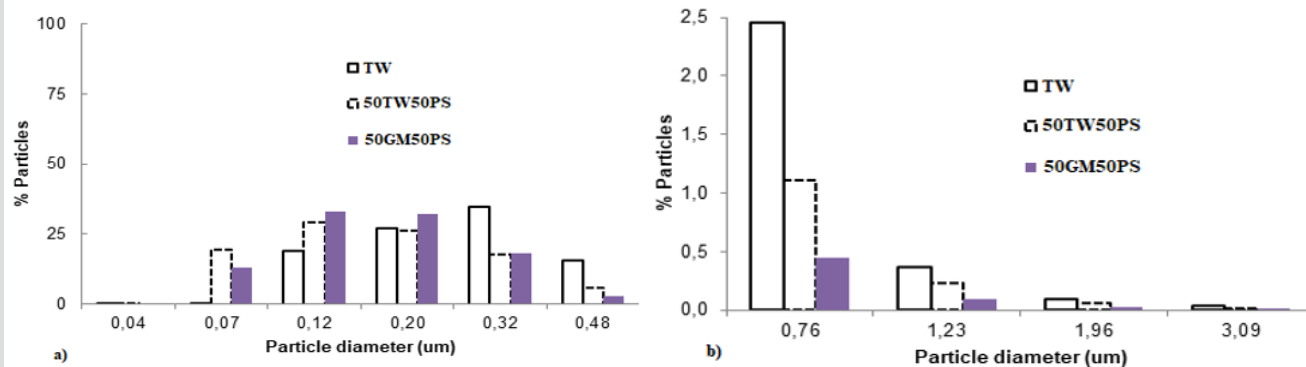 100
75
50
25
0
% Particles
TW
50TW50PS
50GM50PS
0,04 0,07 0,12 0,20 0,32 0,48
Particle diameter (um)
a)
2,5
2,0
1,5
1,0
0,5
0,0
% Particles
TW
50TW50PS
50GM50PS
0,76 1,23 1,96 3,09
Particle diameter (um)
b)